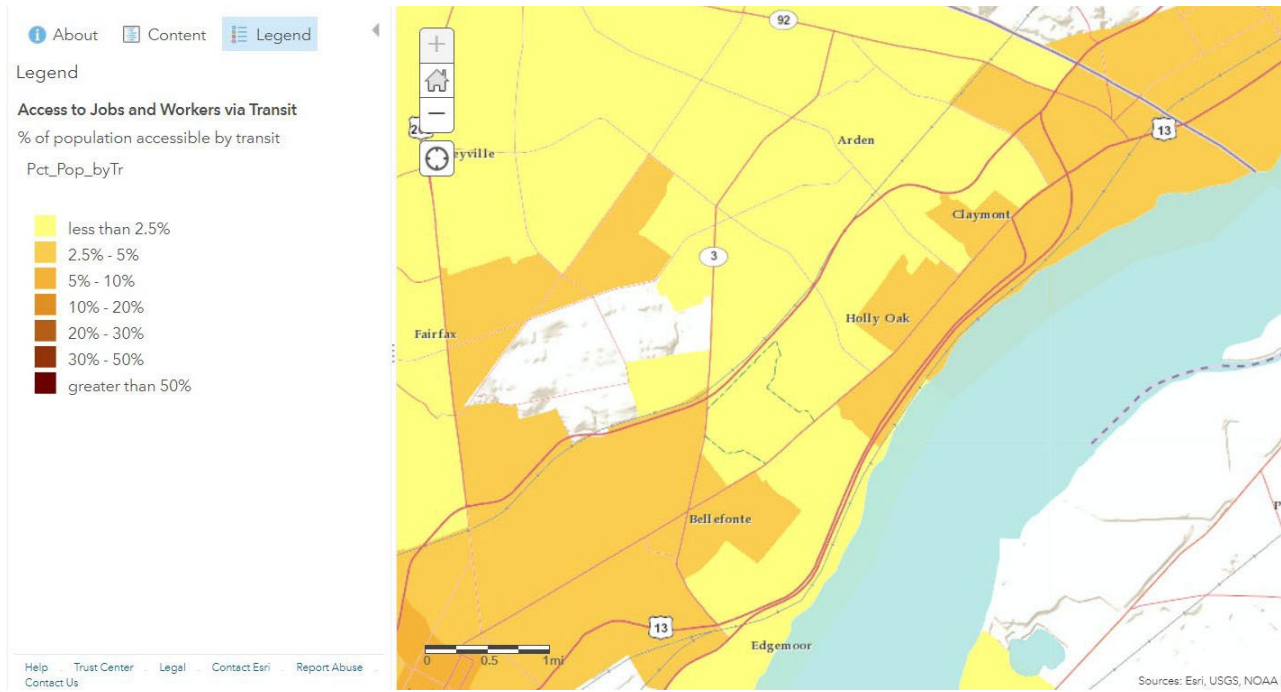 About Content Legend
Legend
Access to Jobs and Workers via Transit
% of population accessible by transit
Pct_Pop_byTr
less than 2.5%
2.5% - 5%
5% - 10%
10% - 20%
20% - 30%
30% - 50%
greater than 50%
Help Trust Center Legal Contact Esri Report Abuse
Contact Us
92
13
Arden
eyville
Claymont
3
Holly Oak
Fairfax
P
Bellefonte
13
Edgemoor
0 0.5 1mi
Sources: Esri, USGS, NOAA